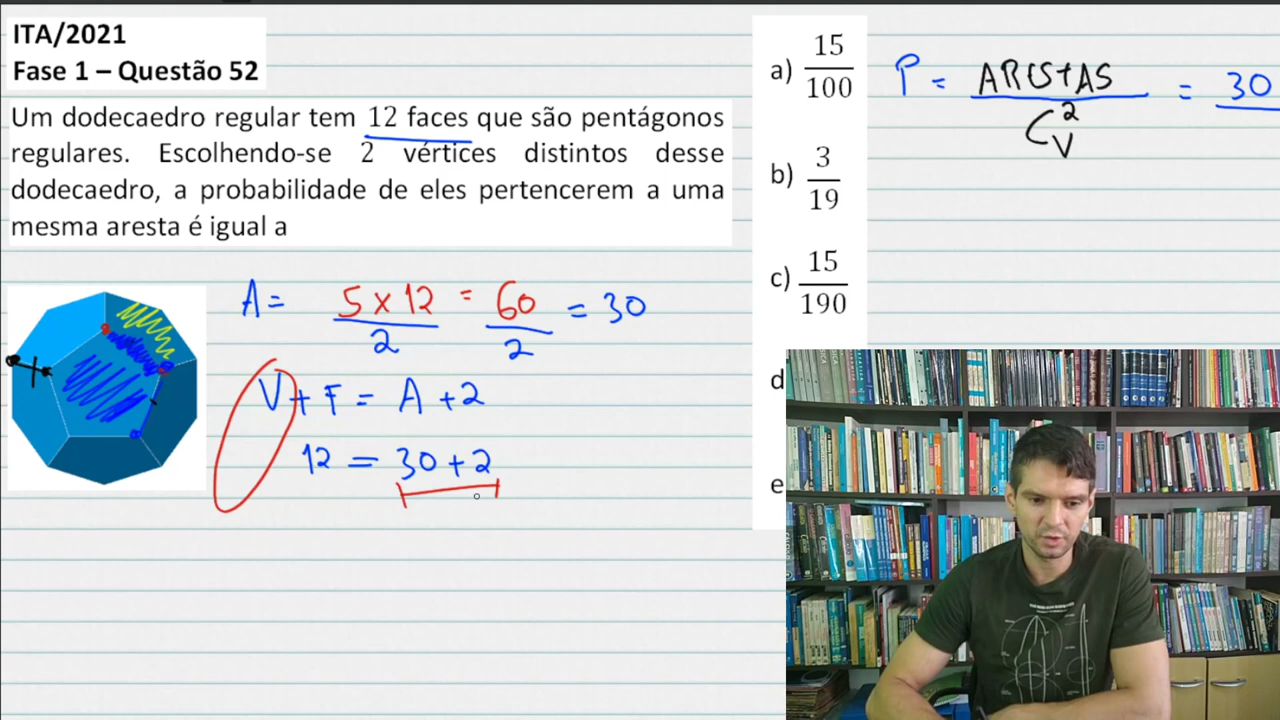 ITA/2021
Fase 1 – Questão 52
Um dodecaedro regular tem 12 faces que são pentágonos
regulares. Escolhendo-se 2 vértices distintos desse
dodecaedro, a probabilidade de eles pertencerem a uma
mesma aresta é igual a
A = 5 x 12 / 2 = 60 / 2 = 30
V + F = A + 2
12 = 30 + 2
a) 15/100
b) 3/19
c) 15/190
d
e
P = ARESTAS / C_V^2 = 30